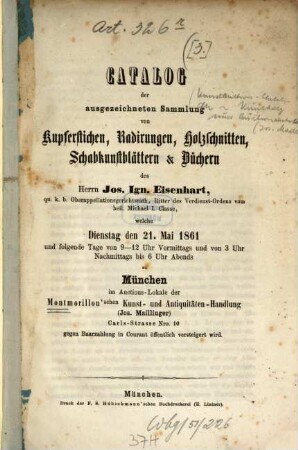 Art. 326 r
[3.]
CATALOG
der
ausgezeichneten Sammlung
von
Kupferstichen, Radirungen, Holzschnitten,
Schabkunstblättern & Büchern
des
Herrn Jos. Ign. Eisenhart,
qu. k. b. Oberappellationsgerichtsrath, Ritter des Verdienst-Ordens vom
heil. Michael I. Classe,
welche
Dienstag den 21. Mai 1861
und folgende Tage von 9—12 Uhr Vormittags und von 3 Uhr
Nachmittags bis 6 Uhr Abends
München
im Auctions-Lokale der
Montmorillon'schen Kunst- und Antiquitäten-Handlung
(Jos. Maillinger)
Carls-Strasse Nro. 10
gegen Baarzahlung in Courant öffentlich versteigert wird.
München.
Druck der F. S. Hübschmann'schen Buchdruckerei (E. Lintner).
374